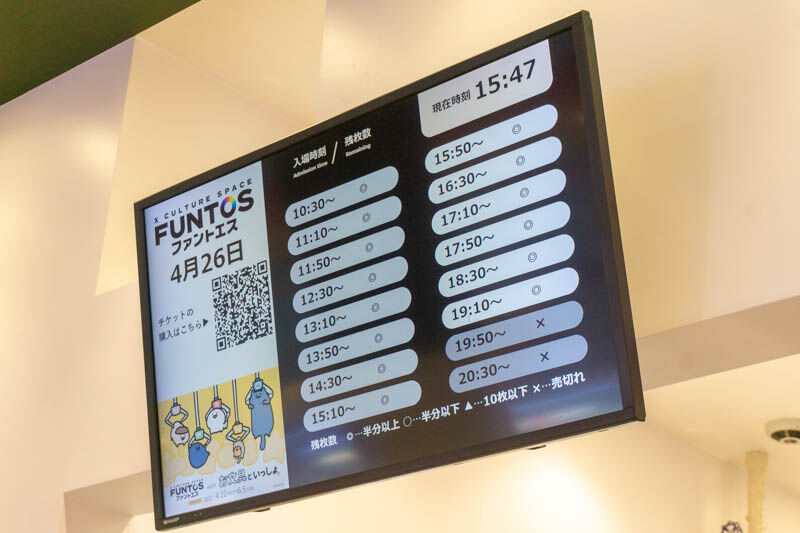 X CULTURE SPACE
FUNTOS
ファントエス
4月26日
チケットの
購入はこちら▶
X CULTURE SPACE
FUNTOS with お文具といっしょ
ファントエス
SHARP
入場時刻 / 残枚数
Admission time Remaining
現在時刻 15:47
10:30～ ◎
11:10～ ◎
11:50～ ◎
12:30～ ◎
13:10～ ◎
13:50～ ◎
14:30～ ◎
15:10～ ◎
15:50～ ◎
16:30～ ◎
17:10～ ◎
17:50～ ◎
18:30～ ◎
19:10～ ◎
19:50～ ×
20:30～ ×
残枚数 ◎…半分以上 ○…半分以下 ▲…10枚以下 ×…売切れ